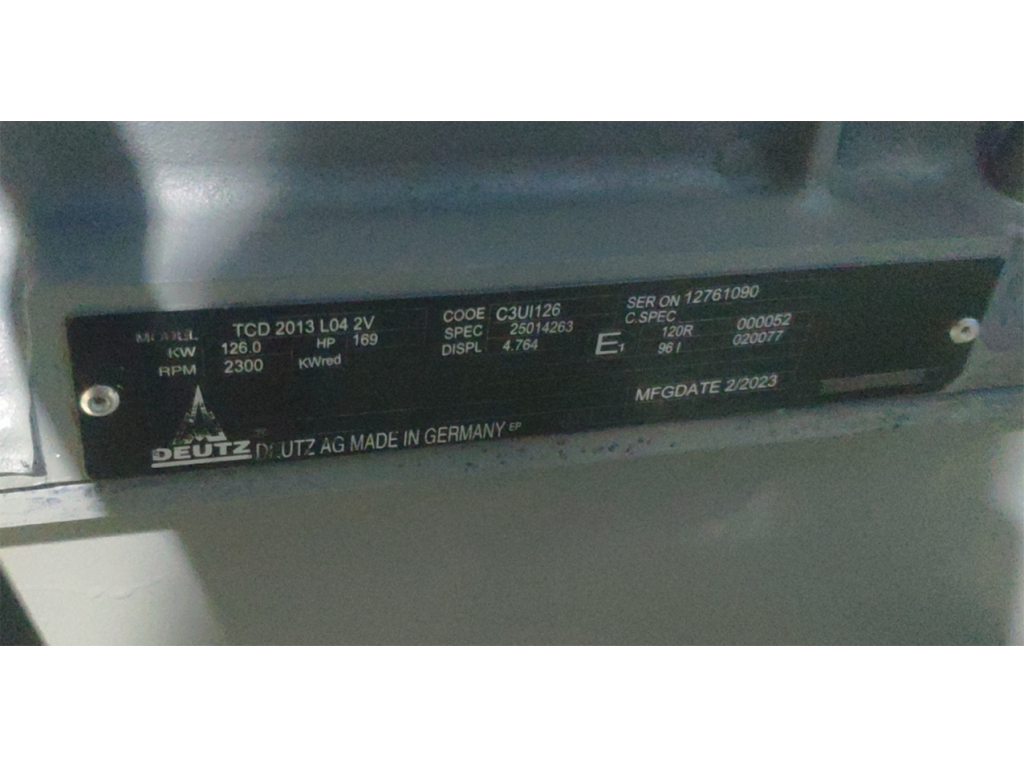 MODUL TCD 2013 L04 2V
KW 126.0 HP 169
RPM 2300 KWred
COOE C3UI126
SPEC 25014263
DISPL 4.764
SER ON 12761090
C.SPEC
E1 120R 000052
96 I 020077
MFGDATE 2/2023
DEUTZ DEUTZ AG MADE IN GERMANY EP